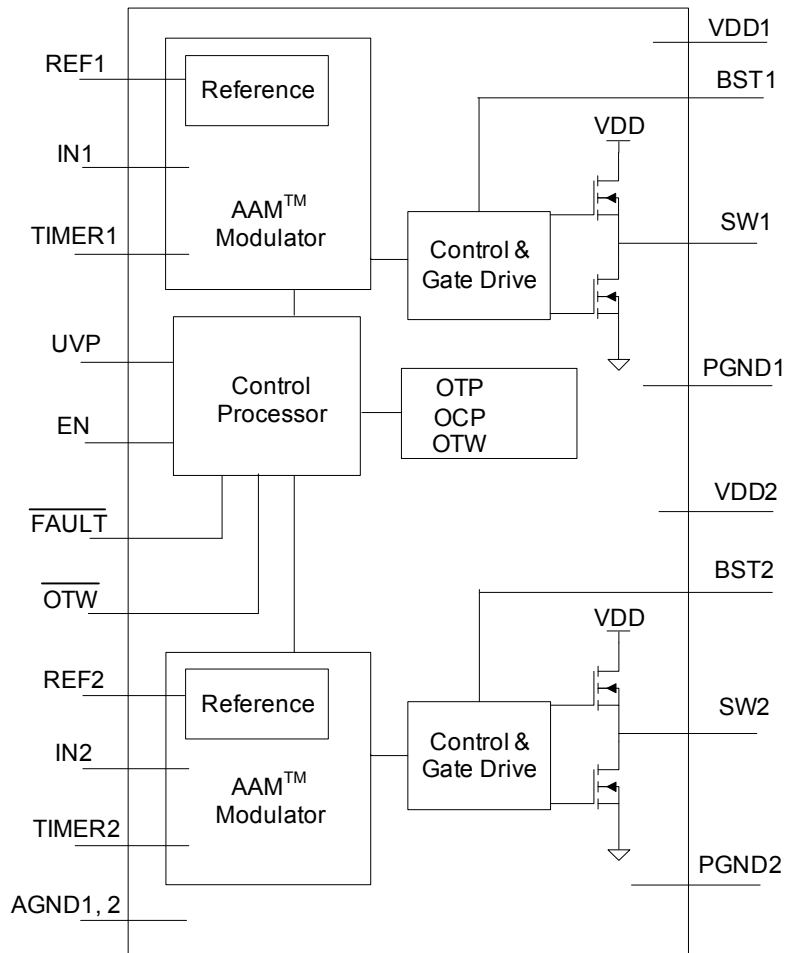 VDD1
REF1
BST1
Reference
VDD
IN1
AAM™
Modulator
TIMER1
SW1
Control &
Gate Drive
UVP
PGND1
Control
Processor
OTP
OCP
OTW
EN
VDD2
FAULT
BST2
OTW
VDD
REF2
Reference
SW2
IN2
Control &
Gate Drive
AAM™
Modulator
TIMER2
PGND2
AGND1, 2